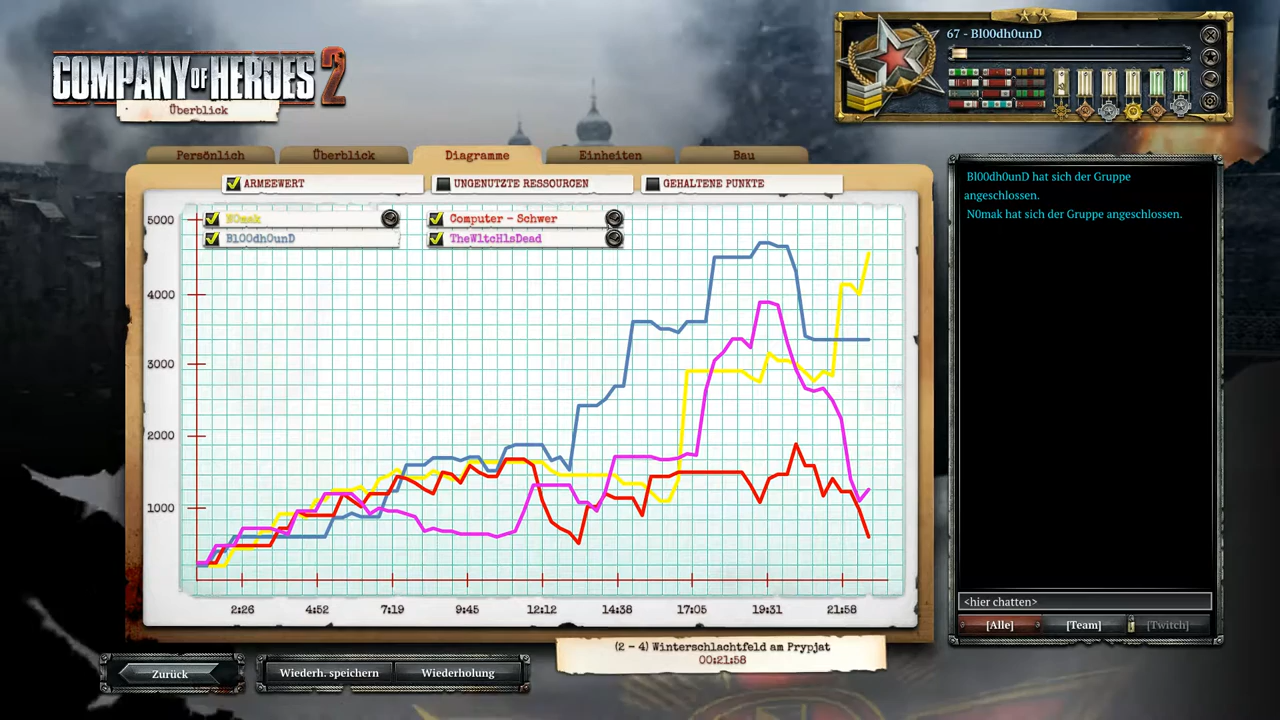 COMPANY OF HEROES 2
Überblick
67 - Bl00dh0unD
Persönlich
Überblick
Diagramme
Einheiten
Bau
ARMEEWERT
UNGENUTZTE RESSOURCEN
GEHALTENE PUNKTE
N0mak
Computer - Schwer
Bl00dh0unD
TheW1tcH1sDead
5000
4000
3000
2000
1000
2:26
4:52
7:19
9:45
12:12
14:38
17:05
19:31
21:58
Bl00dh0unD hat sich der Gruppe
angeschlossen.
N0mak hat sich der Gruppe angeschlossen.
<hier chatten>
[Alle]
[Team]
[Twitch]
(2 - 4) Winterschlachtfeld am Prypjat
00:21:58
Zurück
Wiederh. speichern
Wiederholung